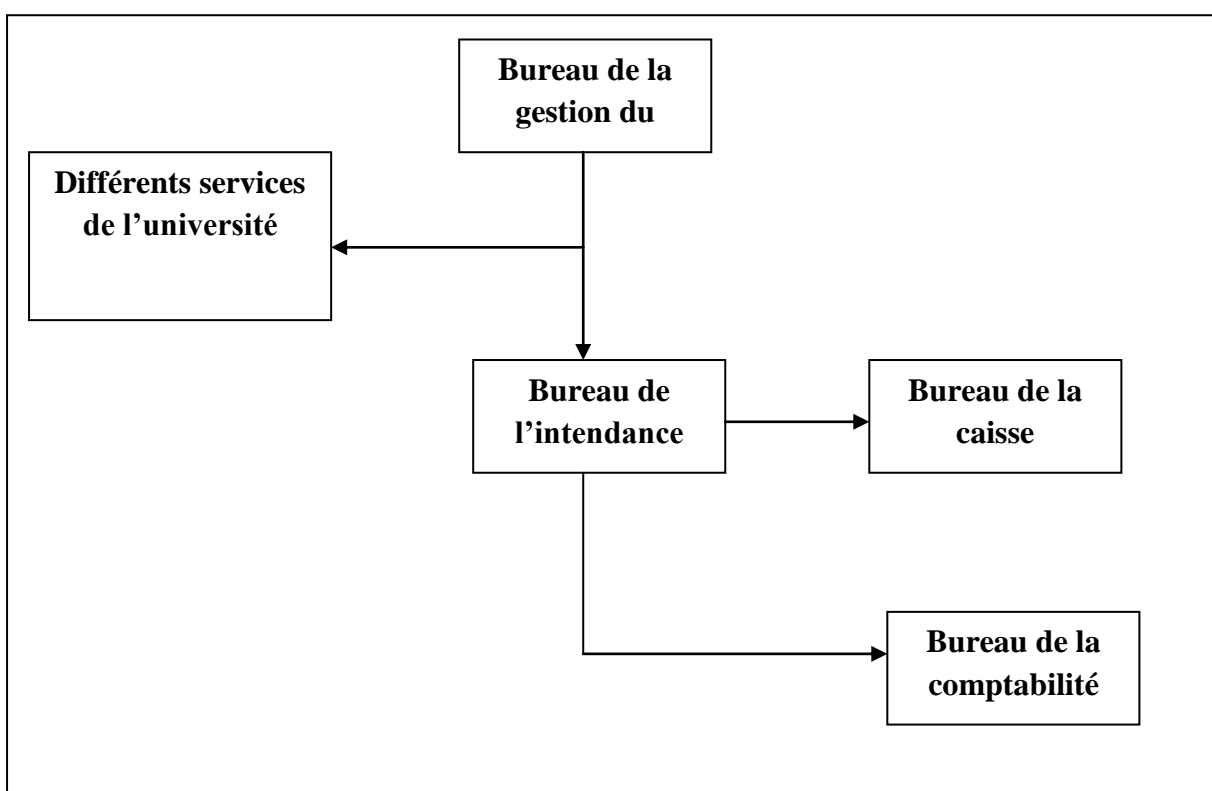 Bureau de la
gestion du
Différents services
de l’université
Bureau de
l’intendance
Bureau de la
caisse
Bureau de la
comptabilité